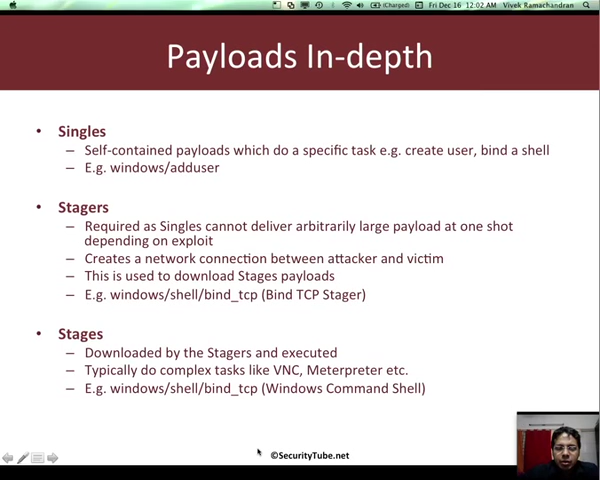 (Charged) Fri Dec 16 12:02 AM Vivek Ramachandran
Payloads In-depth
• Singles
– Self-contained payloads which do a specific task e.g. create user, bind a shell
– E.g. windows/adduser
• Stagers
– Required as Singles cannot deliver arbitrarily large payload at one shot
depending on exploit
– Creates a network connection between attacker and victim
– This is used to download Stages payloads
– E.g. windows/shell/bind_tcp (Bind TCP Stager)
• Stages
– Downloaded by the Stagers and executed
– Typically do complex tasks like VNC, Meterpreter etc.
– E.g. windows/shell/bind_tcp (Windows Command Shell)
©SecurityTube.net